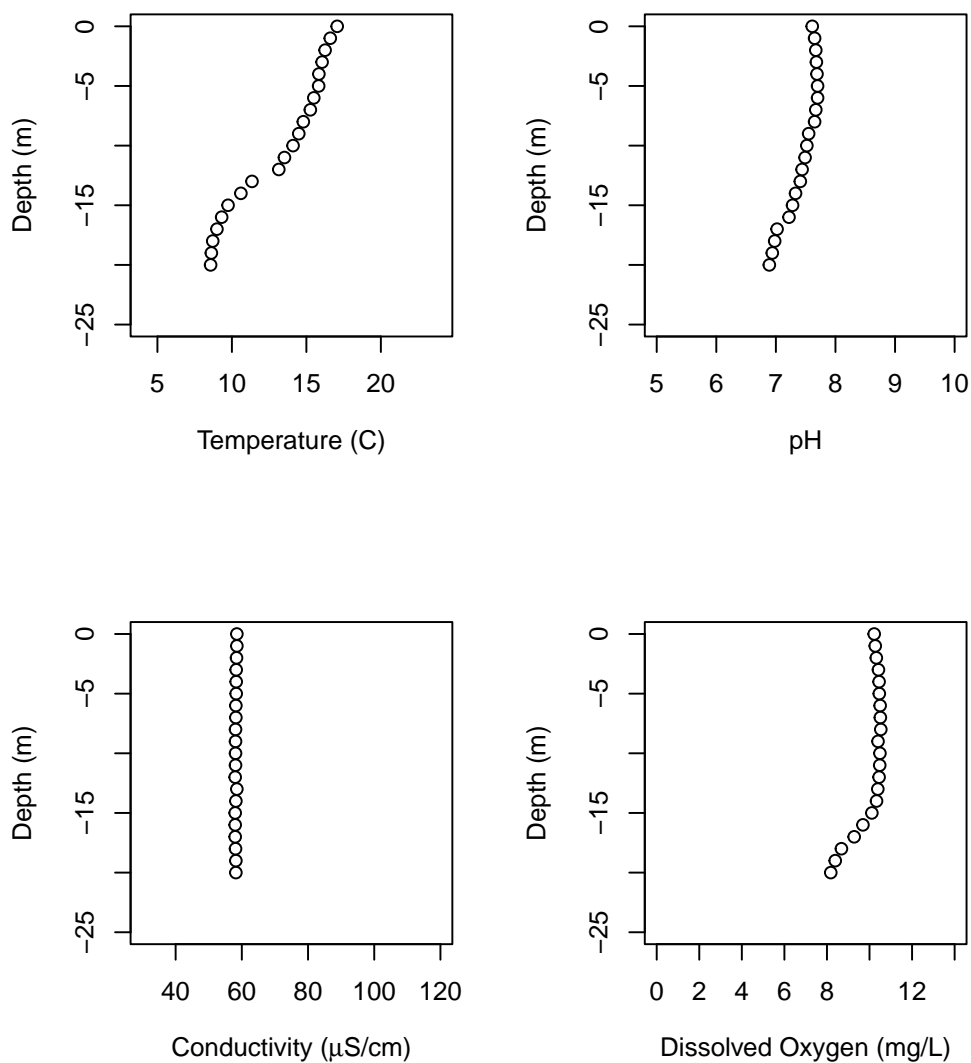 0
−5
−15
−25
Depth (m)
5 10 15 20
Temperature (C)
0
−5
−15
−25
Depth (m)
5 6 7 8 9 10
pH
0
−5
−15
−25
Depth (m)
40 60 80 100 120
Conductivity (μS/cm)
0
−5
−15
−25
Depth (m)
0 2 4 6 8 12
Dissolved Oxygen (mg/L)